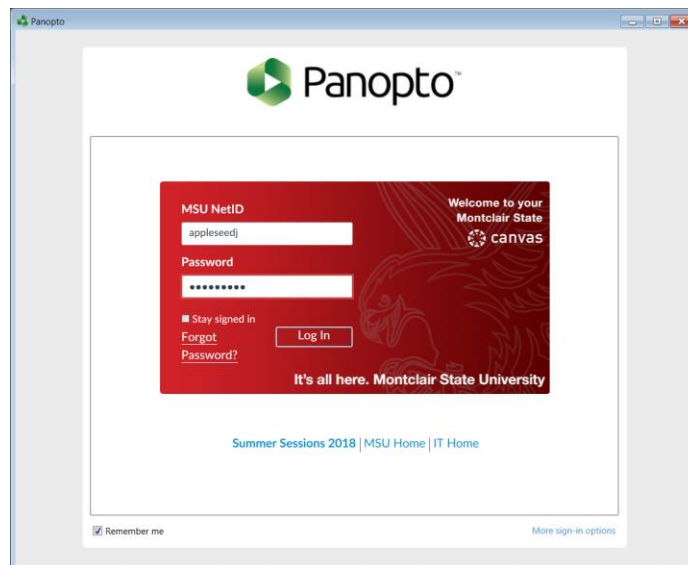 Panopto
Panopto™
MSU NetID
appleseedj
Password
Stay signed in
Forgot
Password?
Log In
Welcome to your
Montclair State
canvas
It's all here. Montclair State University
Summer Sessions 2018 | MSU Home | IT Home
Remember me
More sign-in options